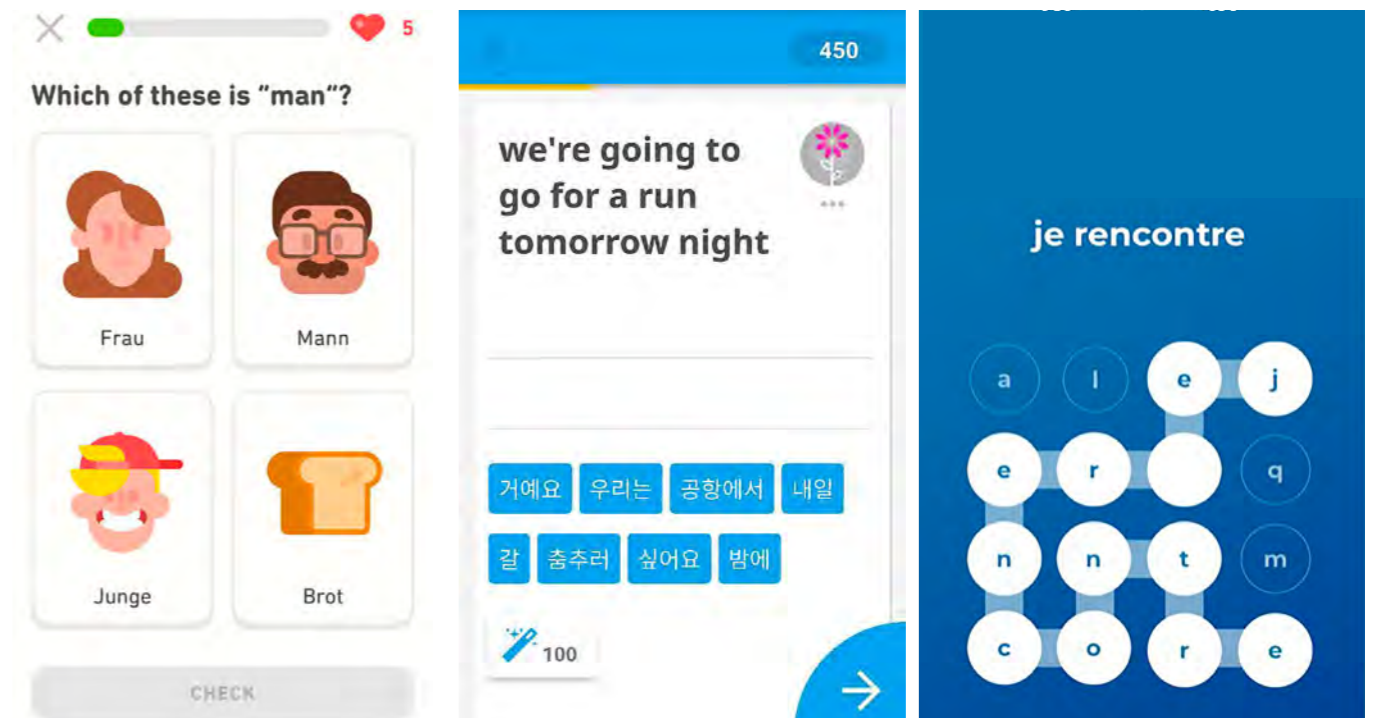 5
Which of these is “man”?
Frau
Mann
Junge
Brot
CHECK
450
we're going to
go for a run
tomorrow night
거예요 우리는 공항에서 내일
갈 춤추러 싶어요 밤에
100
je rencontre
a l e j
e r q
n n t m
c o r e